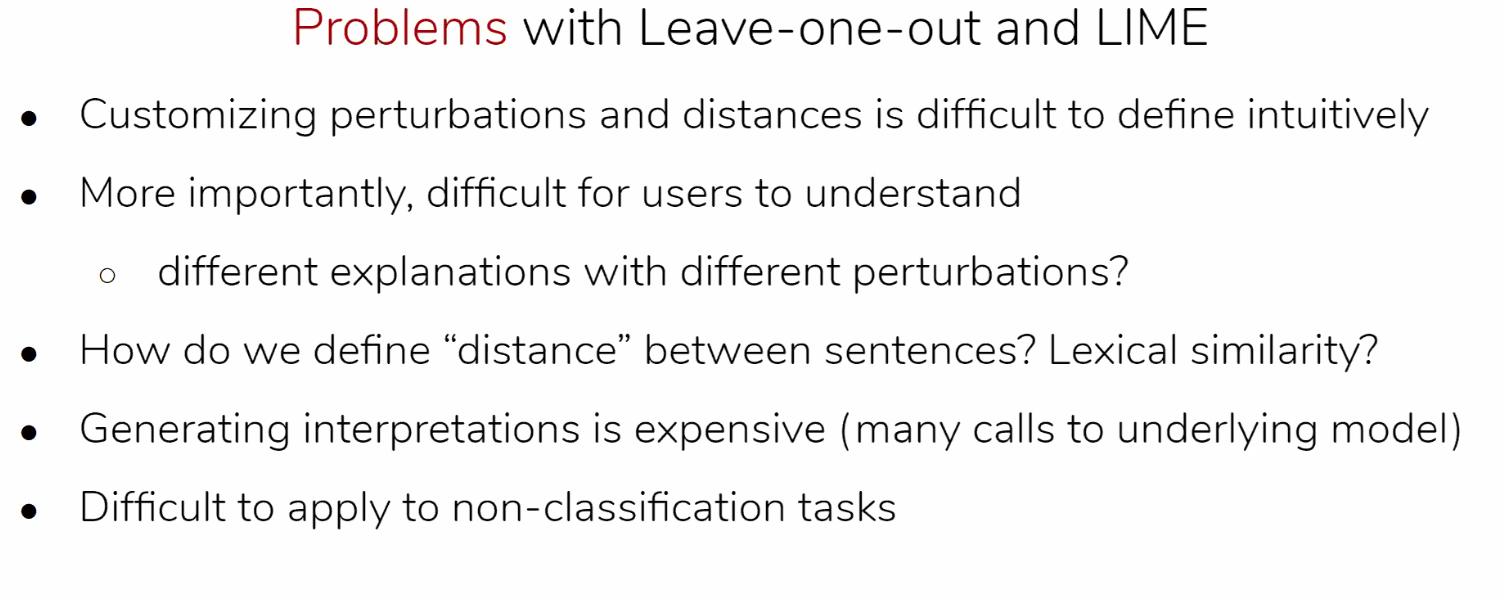 Problems with Leave-one-out and LIME
● Customizing perturbations and distances is difficult to define intuitively
● More importantly, difficult for users to understand
○ different explanations with different perturbations?
● How do we define “distance” between sentences? Lexical similarity?
● Generating interpretations is expensive (many calls to underlying model)
● Difficult to apply to non-classification tasks